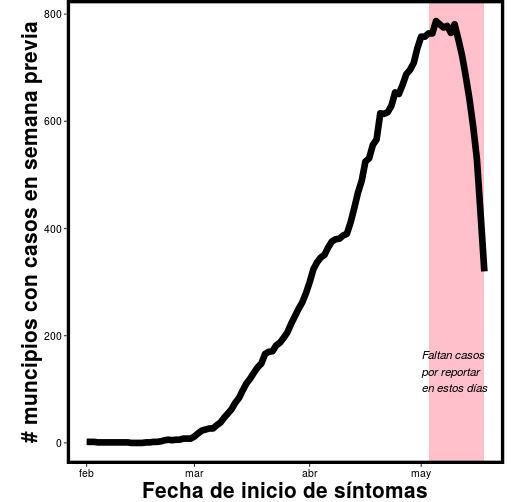 # muncipios con casos en semana previa
800
600
400
200
0
Faltan casos
por reportar
en estos días
feb mar abr may
Fecha de inicio de síntomas